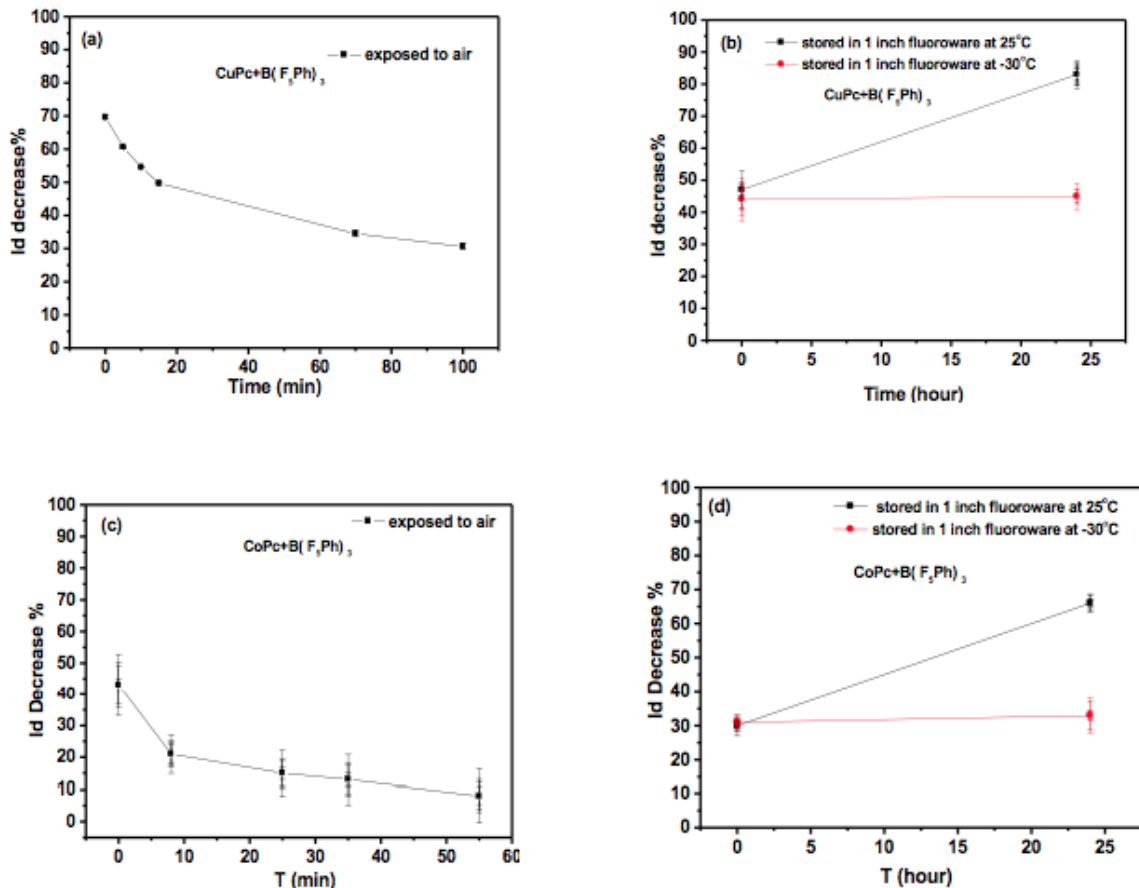 (a)
exposed to air
CuPc+B( F5Ph) 3
Id decrease%
100
90
80
70
60
50
40
30
20
10
0
0 20 40 60 80 100
Time (min)
(b)
stored in 1 inch fluoroware at 25°C
stored in 1 inch fluoroware at -30°C
CuPc+B( F5Ph) 3
Id decrease%
100
90
80
70
60
50
40
30
20
10
0
0 5 10 15 20 25
Time (hour)
(c)
exposed to air
CoPc+B( F5Ph) 3
Id Decrease %
100
90
80
70
60
50
40
30
20
10
0
0 10 20 30 40 50 60
T (min)
(d)
stored in 1 inch fluoroware at 25°C
stored in 1 inch fluoroware at -30°C
CoPc+B( F5Ph) 3
Id Decrease %
100
90
80
70
60
50
40
30
20
10
0
0 5 10 15 20 25
T (hour)